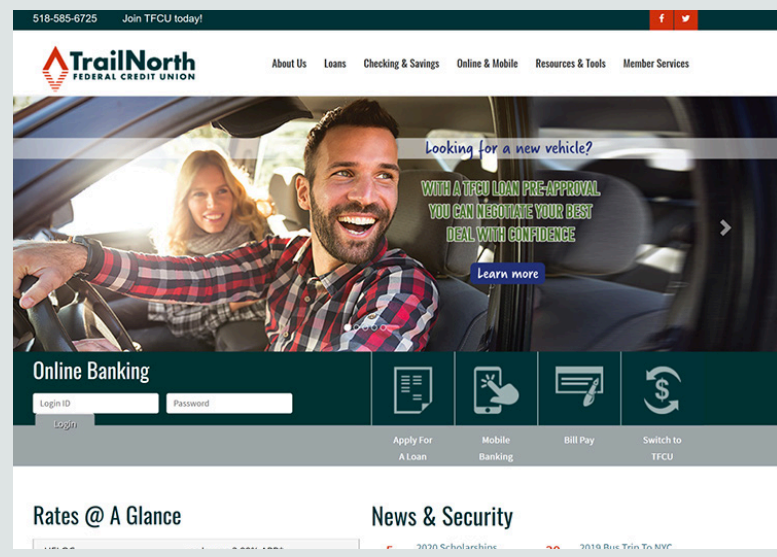 518-585-6725 Join TFCU today!
TrailNorth
FEDERAL CREDIT UNION
About Us Loans Checking & Savings Online & Mobile Resources & Tools Member Services
Looking for a new vehicle?
WITH A TFCU LOAN PRE-APPROVAL
YOU CAN NEGOTIATE YOUR BEST
DEAL WITH CONFIDENCE
Learn more
Online Banking
Login ID Password
Login
Apply For
A Loan
Mobile
Banking
Bill Pay
Switch to
TFCU
Rates @ A Glance
News & Security
2020 Scholarships
2019 Bus Trip To NYC